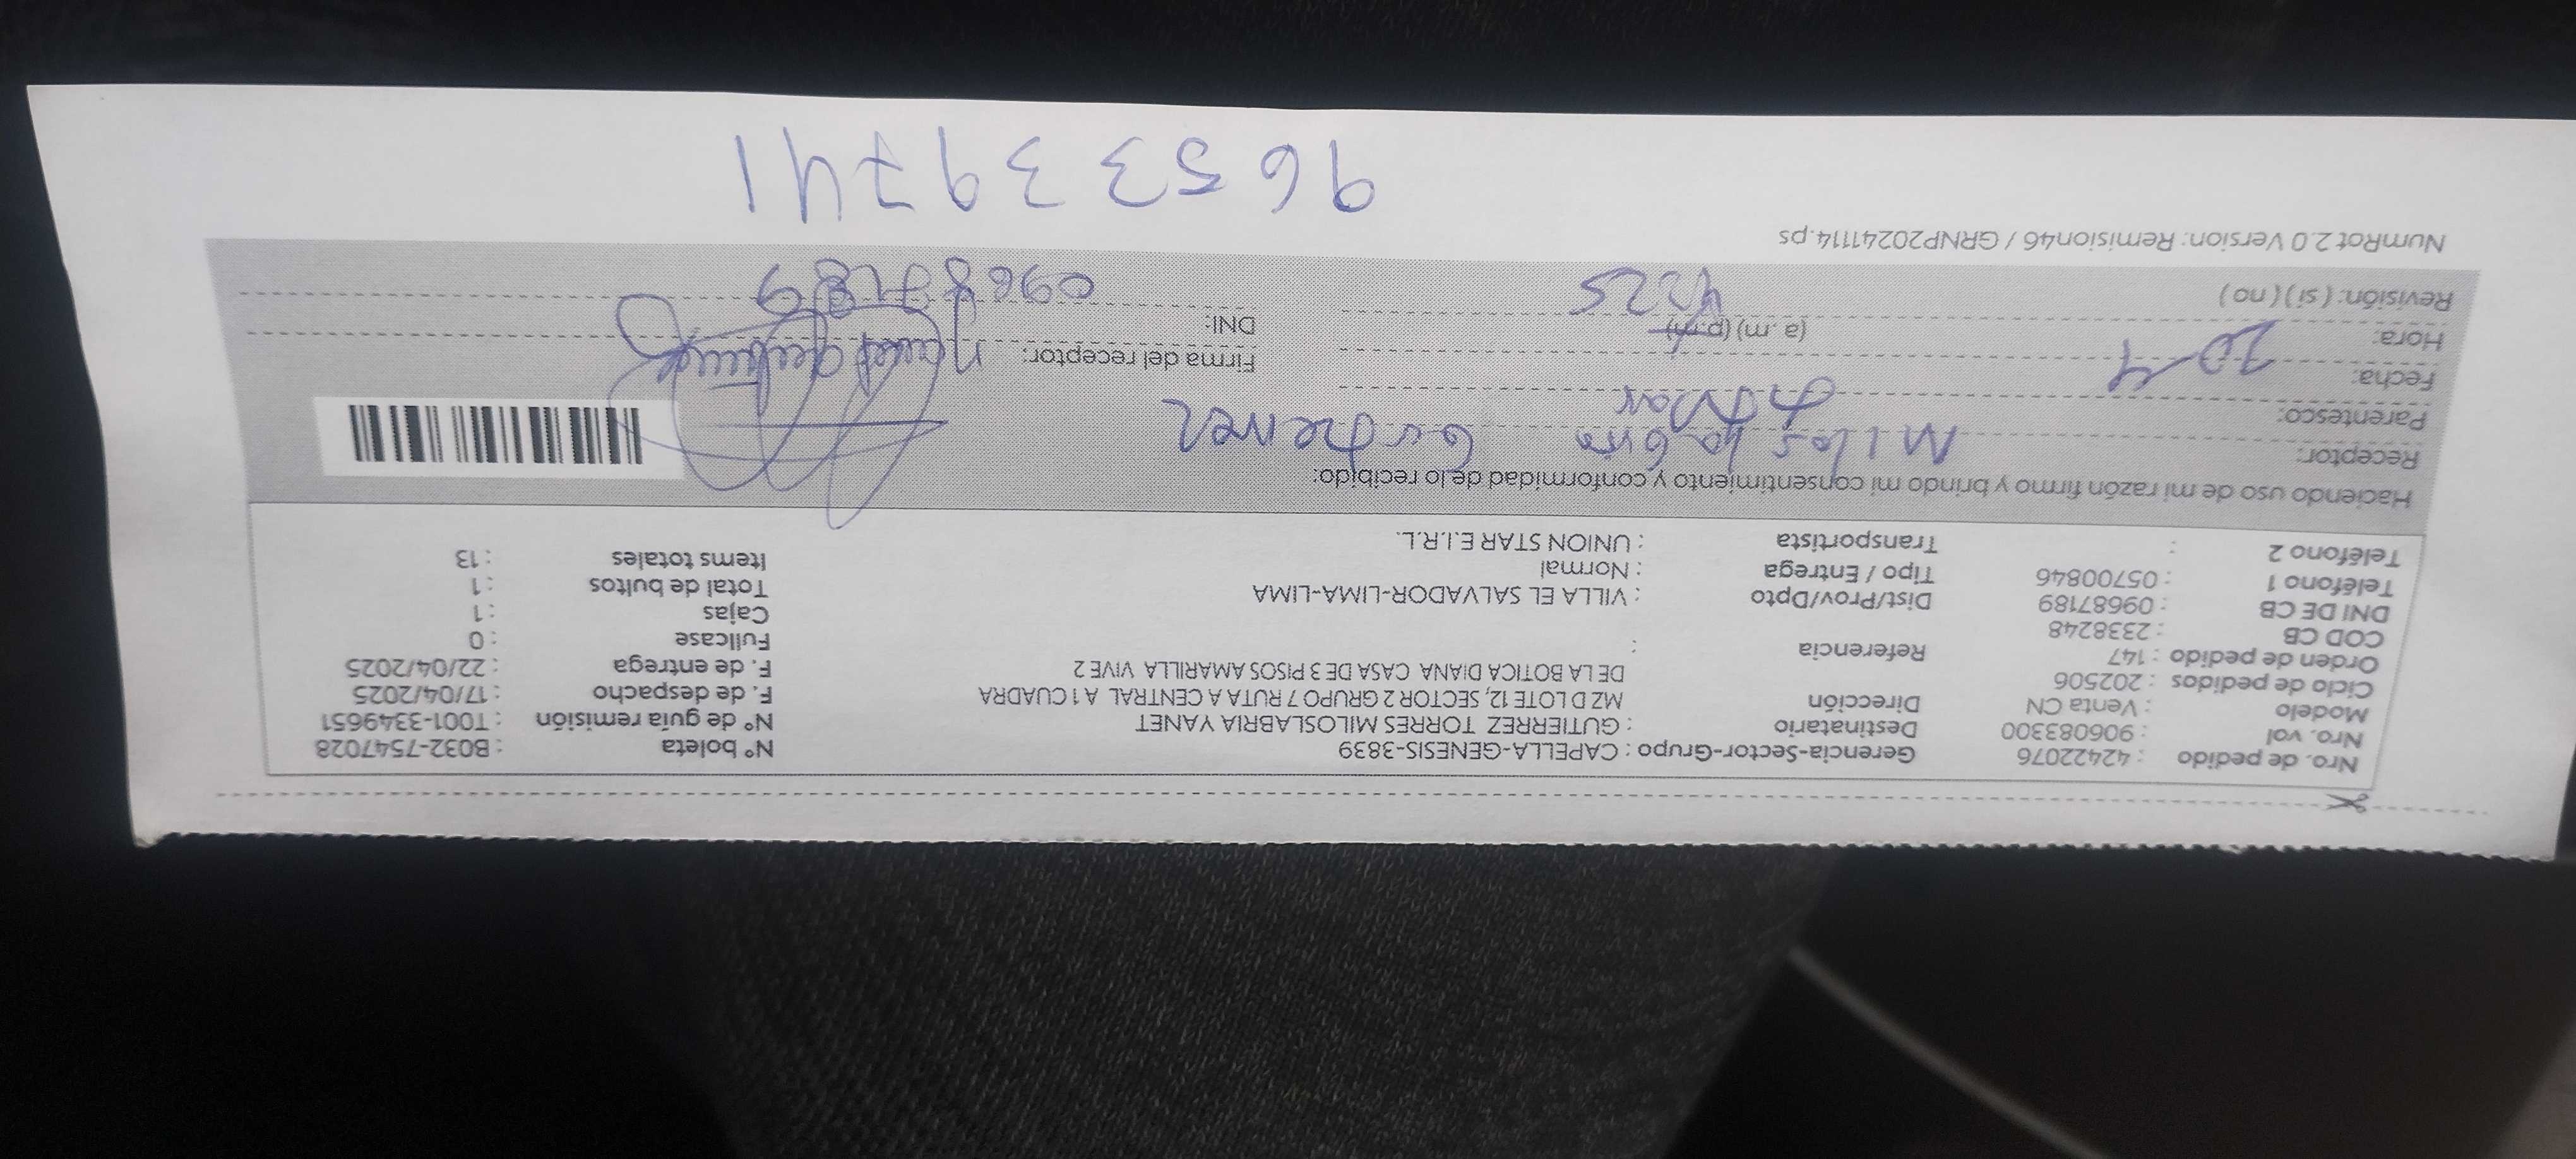 Nro. de pedido : 42422076 Gerencia-Sector-Grupo : CAPELLA-GENESIS-3839 N° boleta : B032-7547028
Nro. vol : 906083300 Destinatario : GUTIERREZ TORRES MILOSLABRIA YANET N° de guía remisión : T001-3349651
Modelo : Venta CN Dirección MZ D LOTE 12, SECTOR 2 GRUPO 7 RUTA A CENTRAL A 1 CUADRA F. de despacho : 17/04/2025
Ciclo de pedidos : 202506 DE LA BOTICA DIANA CASA DE 3 PISOS AMARILLA VIVE 2 F. de entrega : 22/04/2025
Orden de pedido : 147 Referencia : Fullcase : 0
COD CB : 2338248 Cajas : 1
DNI DE CB : 09687189 Dist/Prov/Dpto : VILLA EL SALVADOR-LIMA-LIMA Total de bultos : 1
Teléfono 1 : 05700846 Tipo / Entrega : Normal Items totales : 13
Teléfono 2 : Transportista : UNION STAR E.I.R.L.
Haciendo uso de mi razón firmo y brindo mi consentimiento y conformidad de lo recibido:
Receptor:
Parentesco:
Fecha: 20-4 Firma del receptor:
Hora: (a. m) (p.m) DNI: 09687189
Revisión: ( si ) ( no ) 4:25
NumRot 2.0 Version: Remision46 / GRNP20241114.ps
965339741